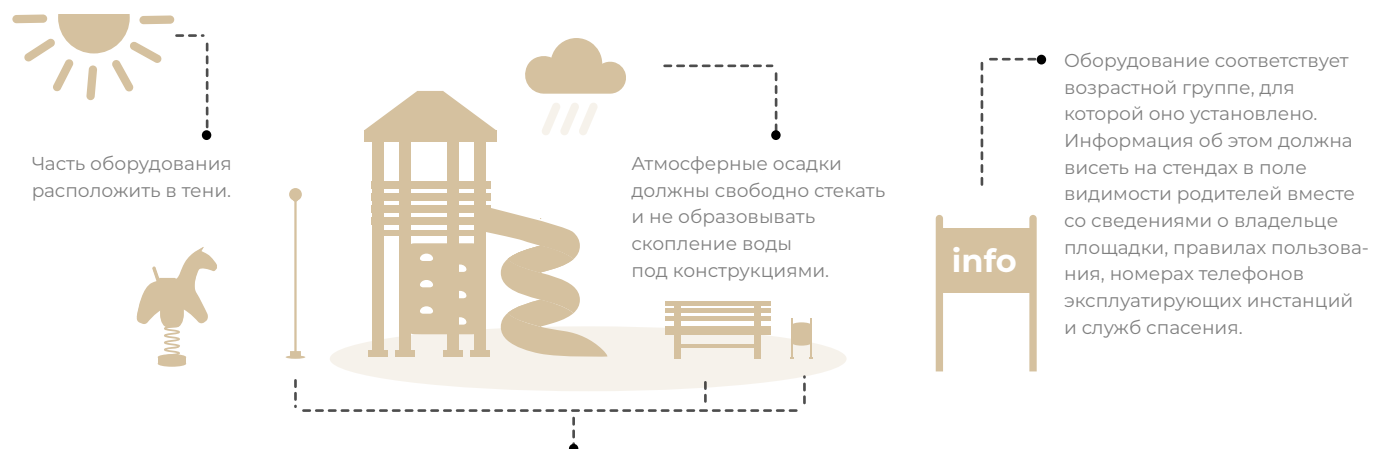 Часть оборудования
расположить в тени.
Атмосферные осадки
должны свободно стекать
и не образовывать
скопление воды
под конструкциями.
info
Оборудование соответствует
возрастной группе, для
которой оно установлено.
Информация об этом должна
висеть на стендах в поле
видимости родителей вместе
со сведениями о владельце
площадки, правилах пользова-
ния, номерах телефонов
эксплуатирующих инстанций
и служб спасения.